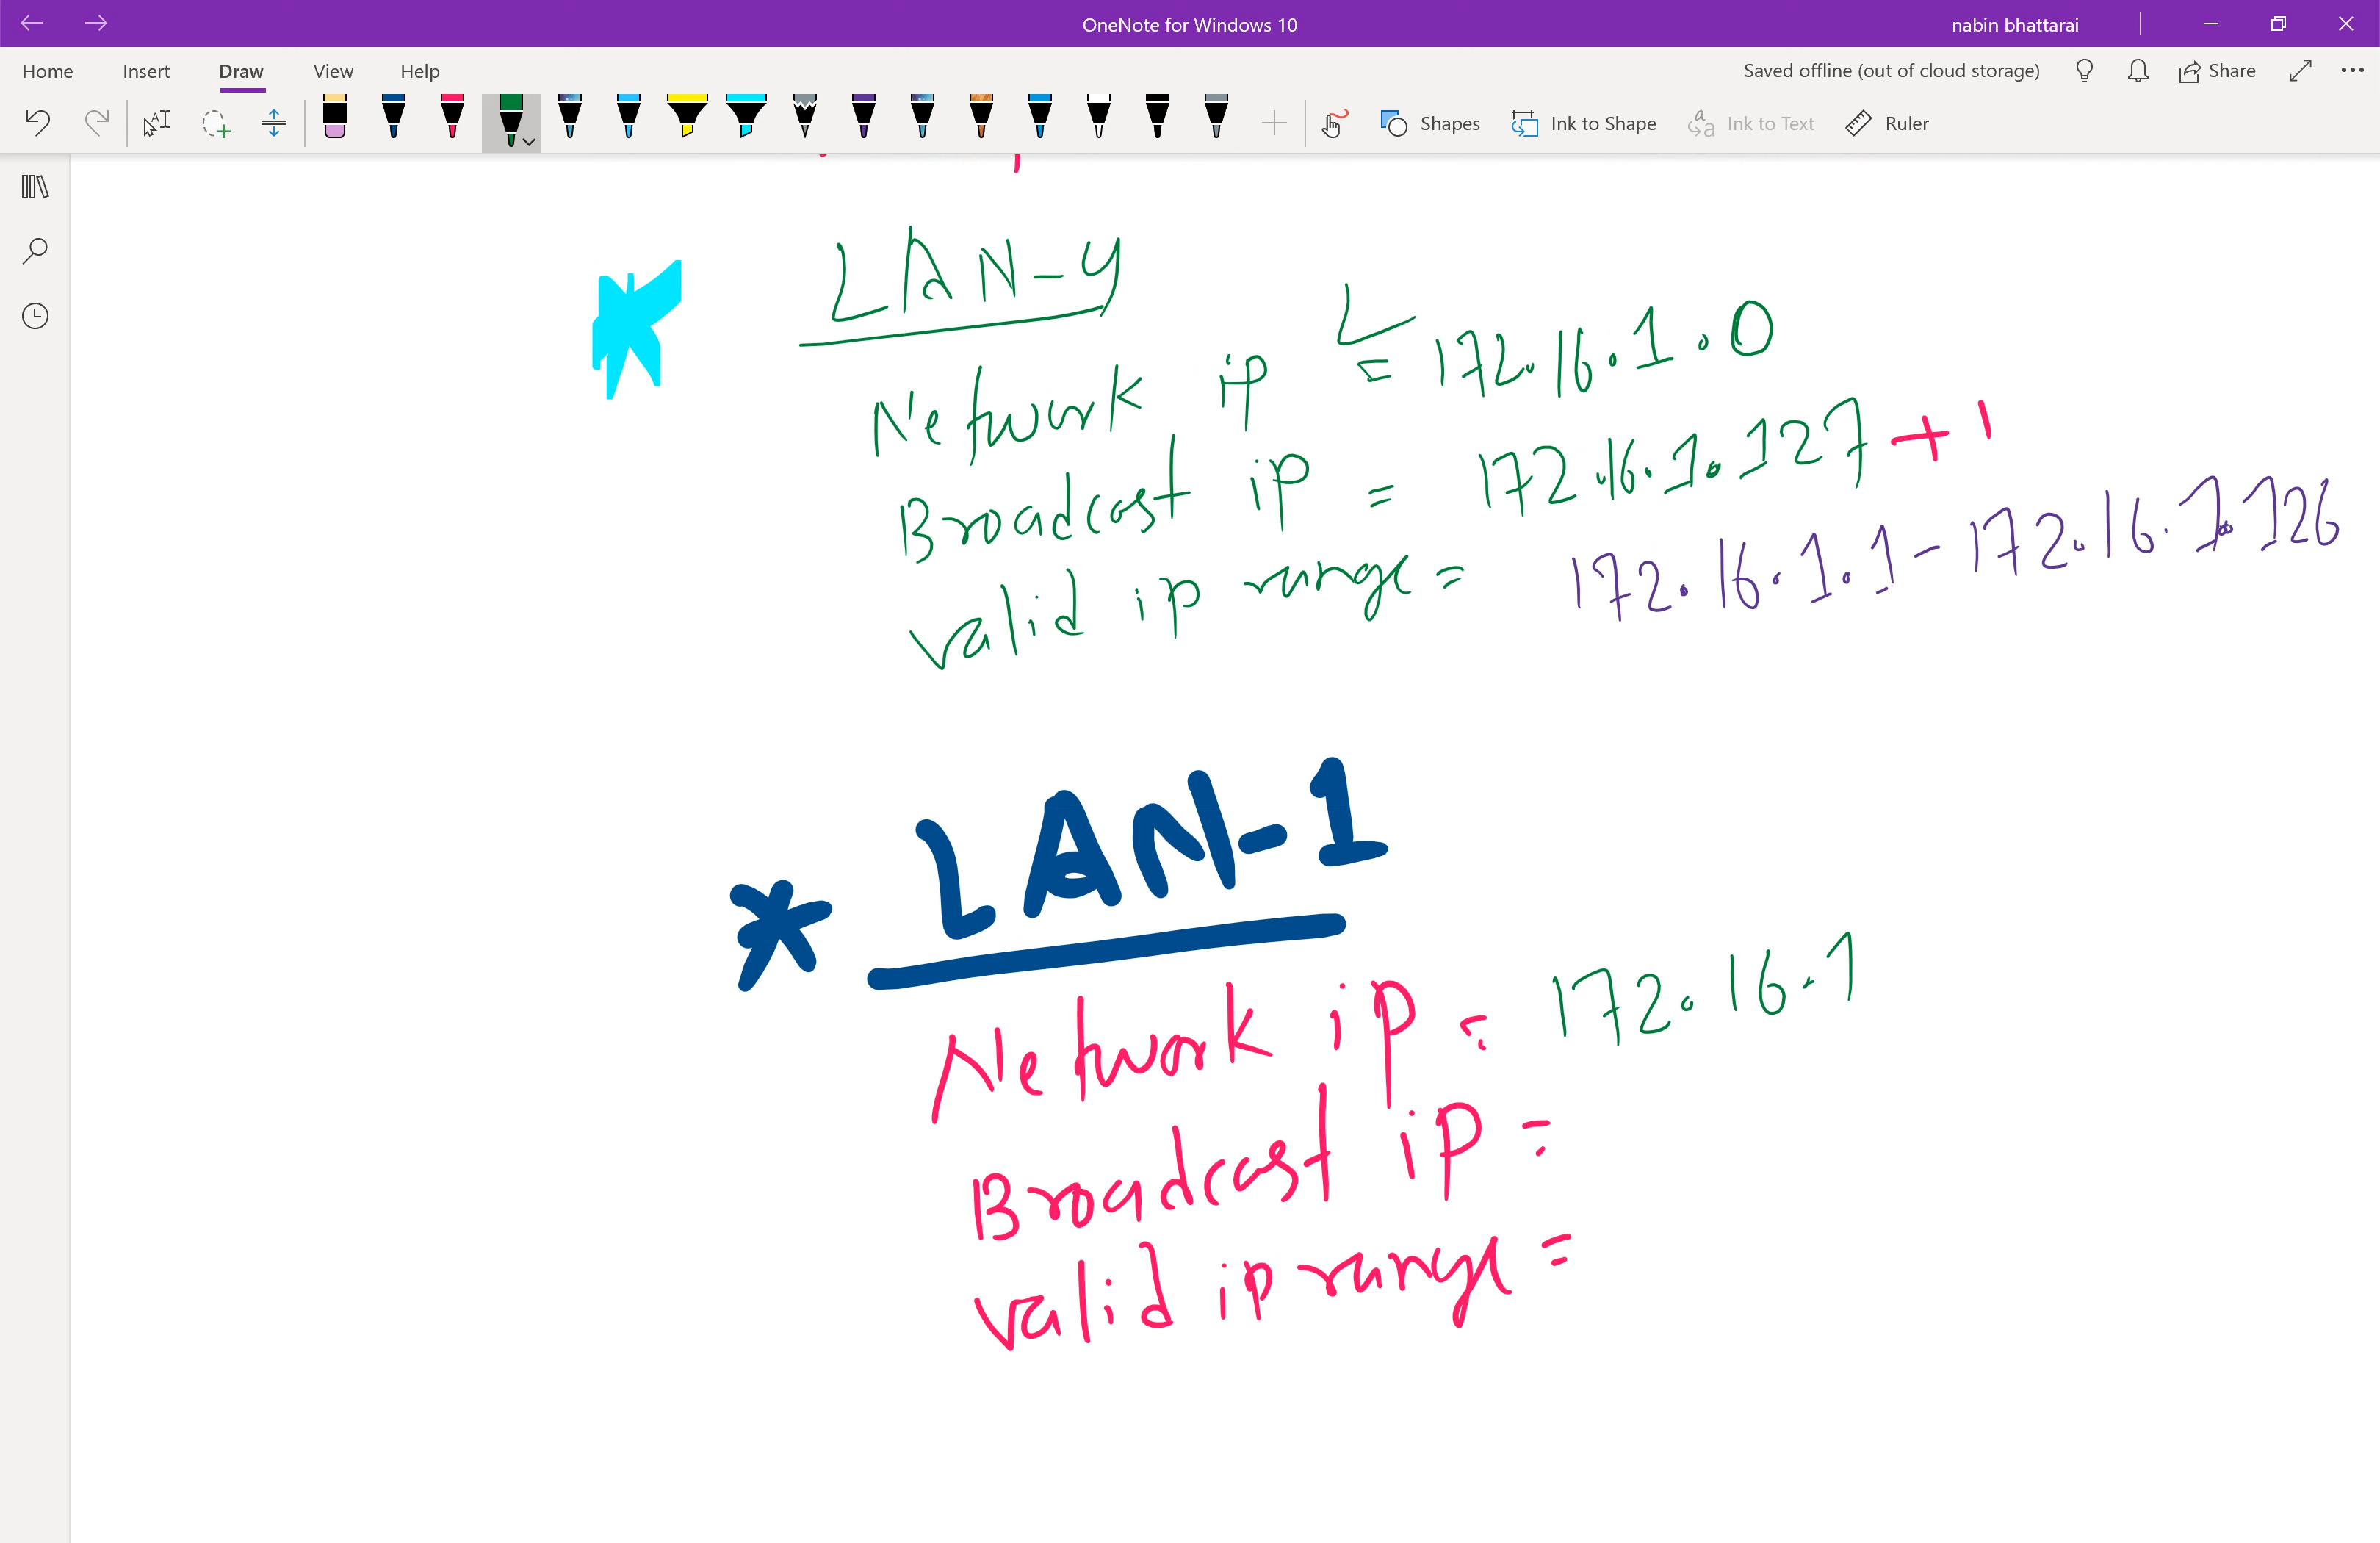 OneNote for Windows 10
nabin bhattarai
Home Insert Draw View Help
Saved offline (out of cloud storage)
Share
Shapes
Ink to Shape
Ink to Text
Ruler
LAN-4
Network ip = 172.16.1.0
Broadcast ip = 172.16.1.127 + 1
valid ip range = 172.16.1.1 - 172.16.1.126
* LAN-1
Network ip = 172.16.1
Broadcast ip =
valid ip range =